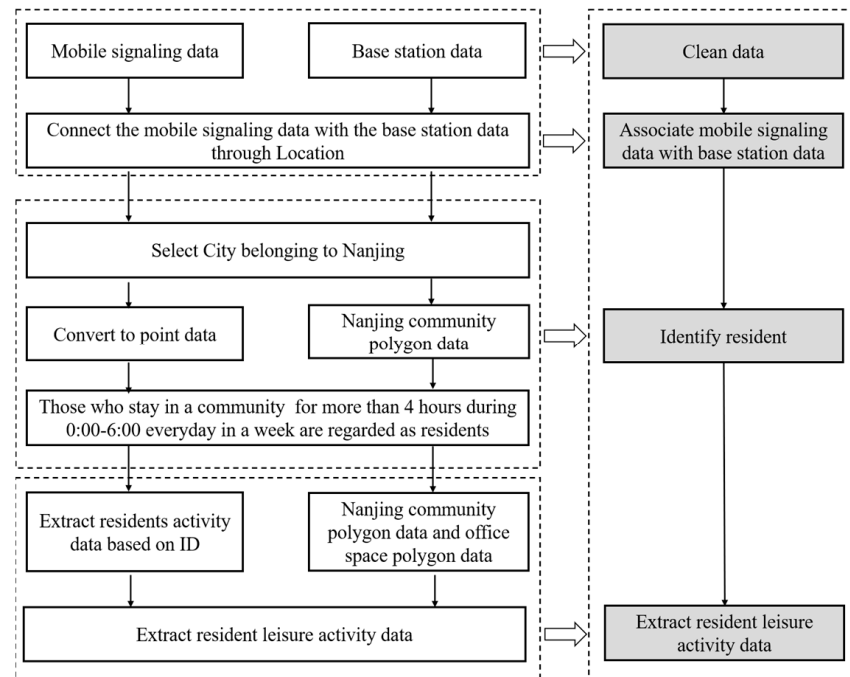 Mobile signaling data
Base station data
Clean data
Connect the mobile signaling data with the base station data
through Location
Associate mobile signaling
data with base station data
Select City belonging to Nanjing
Convert to point data
Nanjing community
polygon data
Identify resident
Those who stay in a community for more than 4 hours during
0:00-6:00 everyday in a week are regarded as residents
Extract residents activity
data based on ID
Nanjing community
polygon data and office
space polygon data
Extract resident leisure activity data
Extract resident leisure
activity data